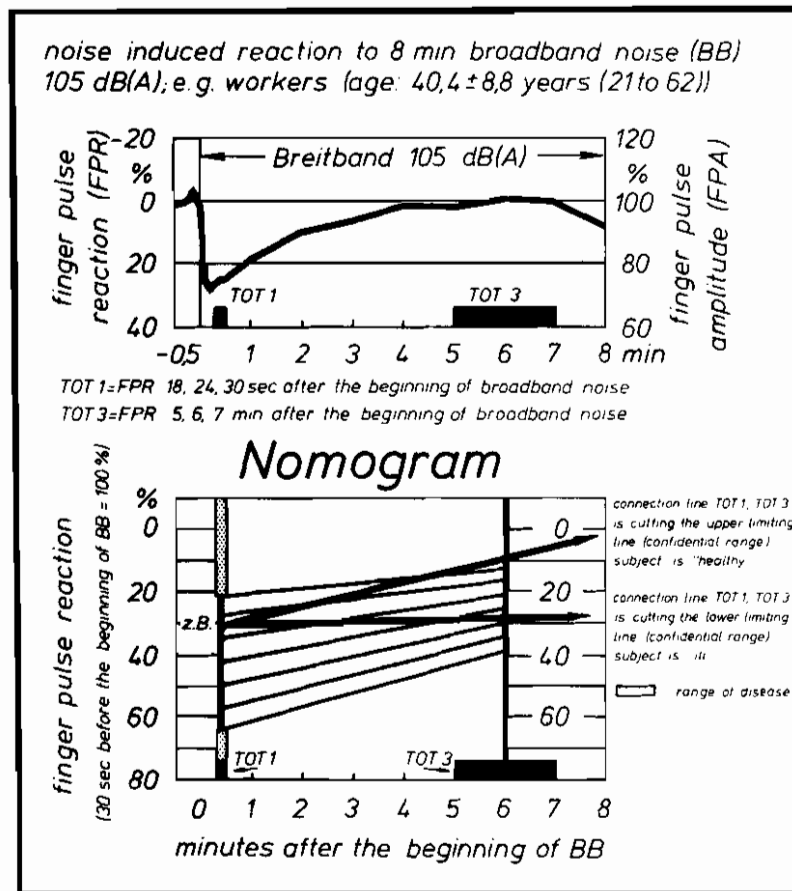 noise induced reaction to 8 min broadband noise (BB)
105 dB(A); e.g. workers (age: 40,4 ± 8,8 years (21 to 62))
finger pulse
reaction (FPR)
-20
%
0
20
40
Breitband 105 dB(A)
120
%
100
80
60
finger pulse
amplitude (FPA)
TOT 1
TOT 3
-0,5 1 2 3 4 5 6 7 8 min
TOT 1=FPR 18, 24, 30 sec after the beginning of broadband noise
TOT 3=FPR 5, 6, 7 min after the beginning of broadband noise
Nomogram
finger pulse reaction
(30 sec before the beginning of BB = 100 %)
%
0
20
z.B.
40
60
80
0
20
40
60
TOT 1
TOT 3
0 1 2 3 4 5 6 7 8
minutes after the beginning of BB
connection line TOT 1, TOT 3
is cutting the upper limiting
line (confidential range)
subject is "healthy
connection line TOT 1, TOT 3
is cutting the lower limiting
line (confidential range)
subject is ill
range of disease